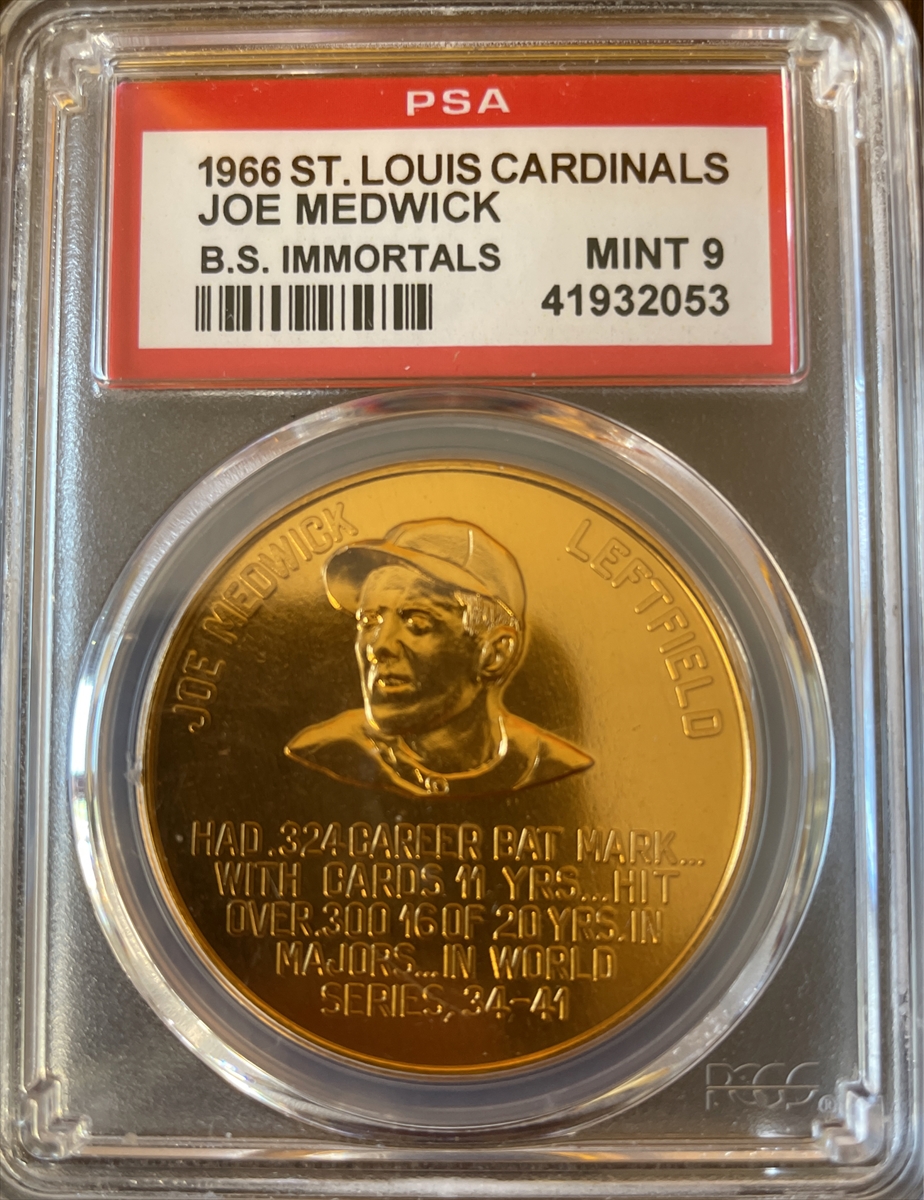 PSA
1966 ST. LOUIS CARDINALS
JOE MEDWICK
B.S. IMMORTALS MINT 9
41932053
JOE MEDWICK
LEFTFIELD
HAD .324 CAREER BAT MARK...
WITH CARDS 11 YRS...HIT
OVER .300 16 OF 20 YRS. IN
MAJORS...IN WORLD
SERIES, 34-41
PCGS®